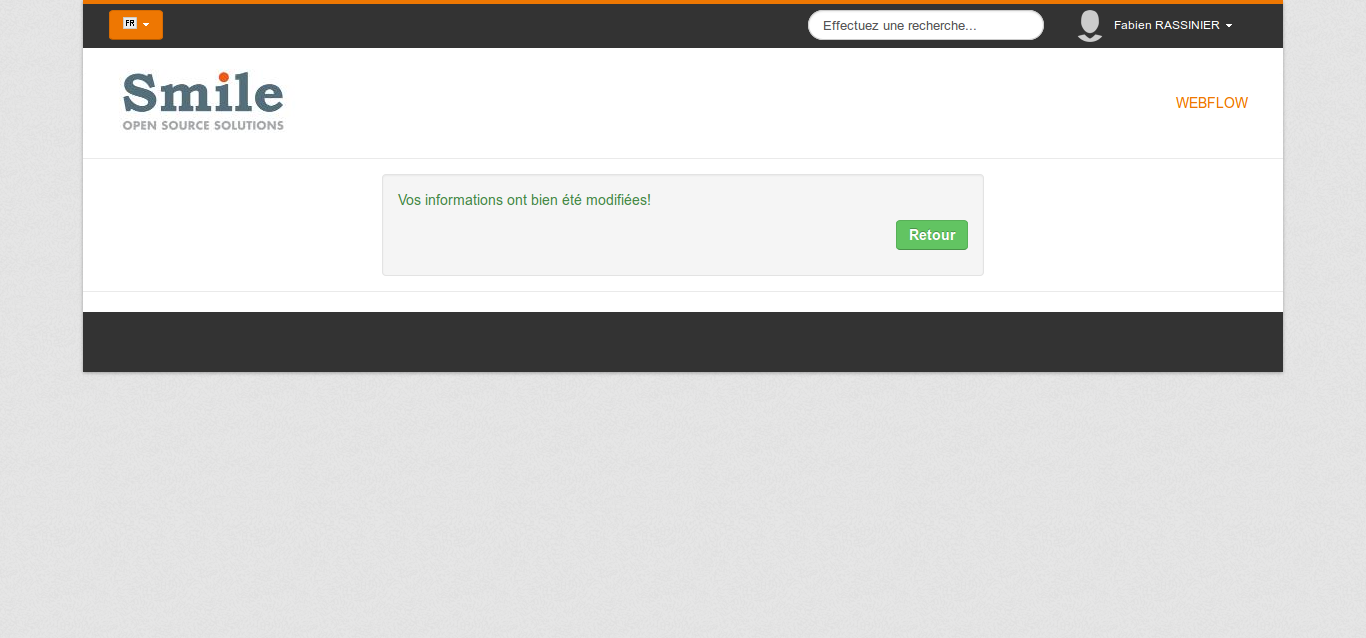 FR
Effectuez une recherche...
Fabien RASSINIER
Smile
OPEN SOURCE SOLUTIONS
WEBFLOW
Vos informations ont bien été modifiées!
Retour